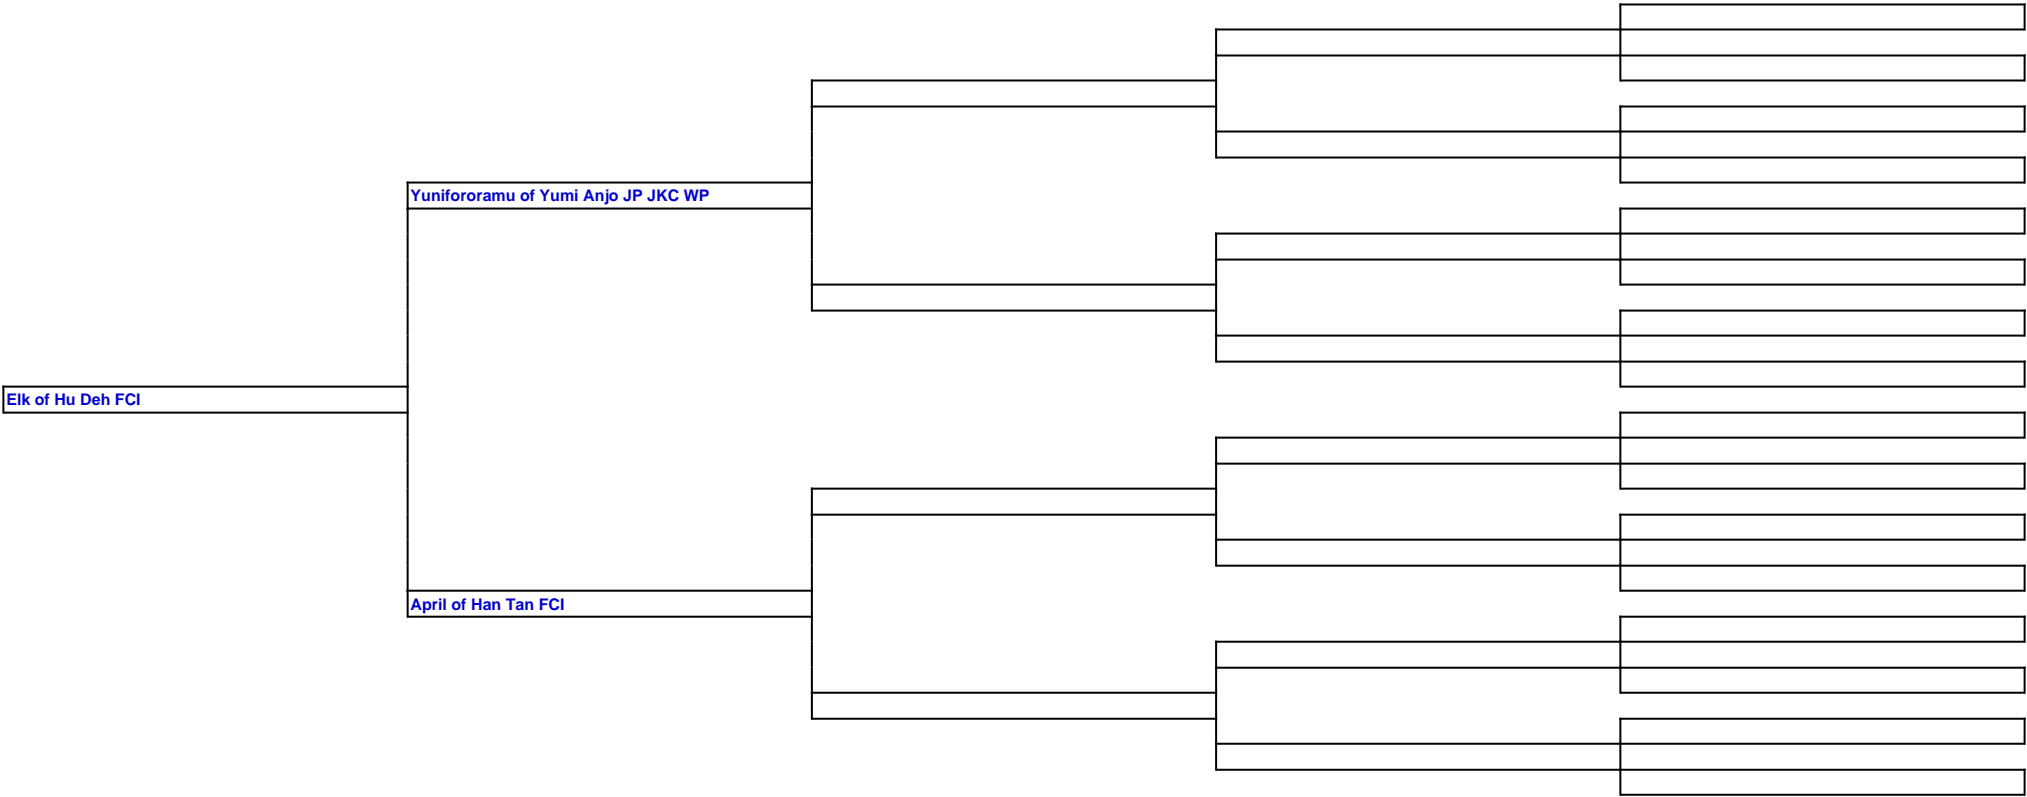 Yunifororamu of Yumi Anjo JP JKC WP
Elk of Hu Deh FCI
April of Han Tan FCI